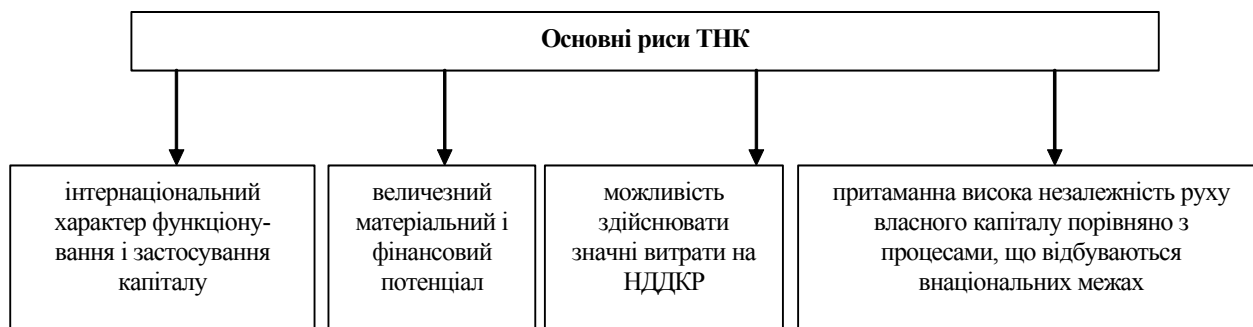 Основні риси ТНК
інтернаціональний
характер функціону-
вання і застосування
капіталу
величезний
матеріальний і
фінансовий
потенціал
можливість
здійснювати
значні витрати на
НДДКР
притаманна висока незалежність руху
власного капіталу порівняно з
процесами, що відбуваються
внаціональних межах